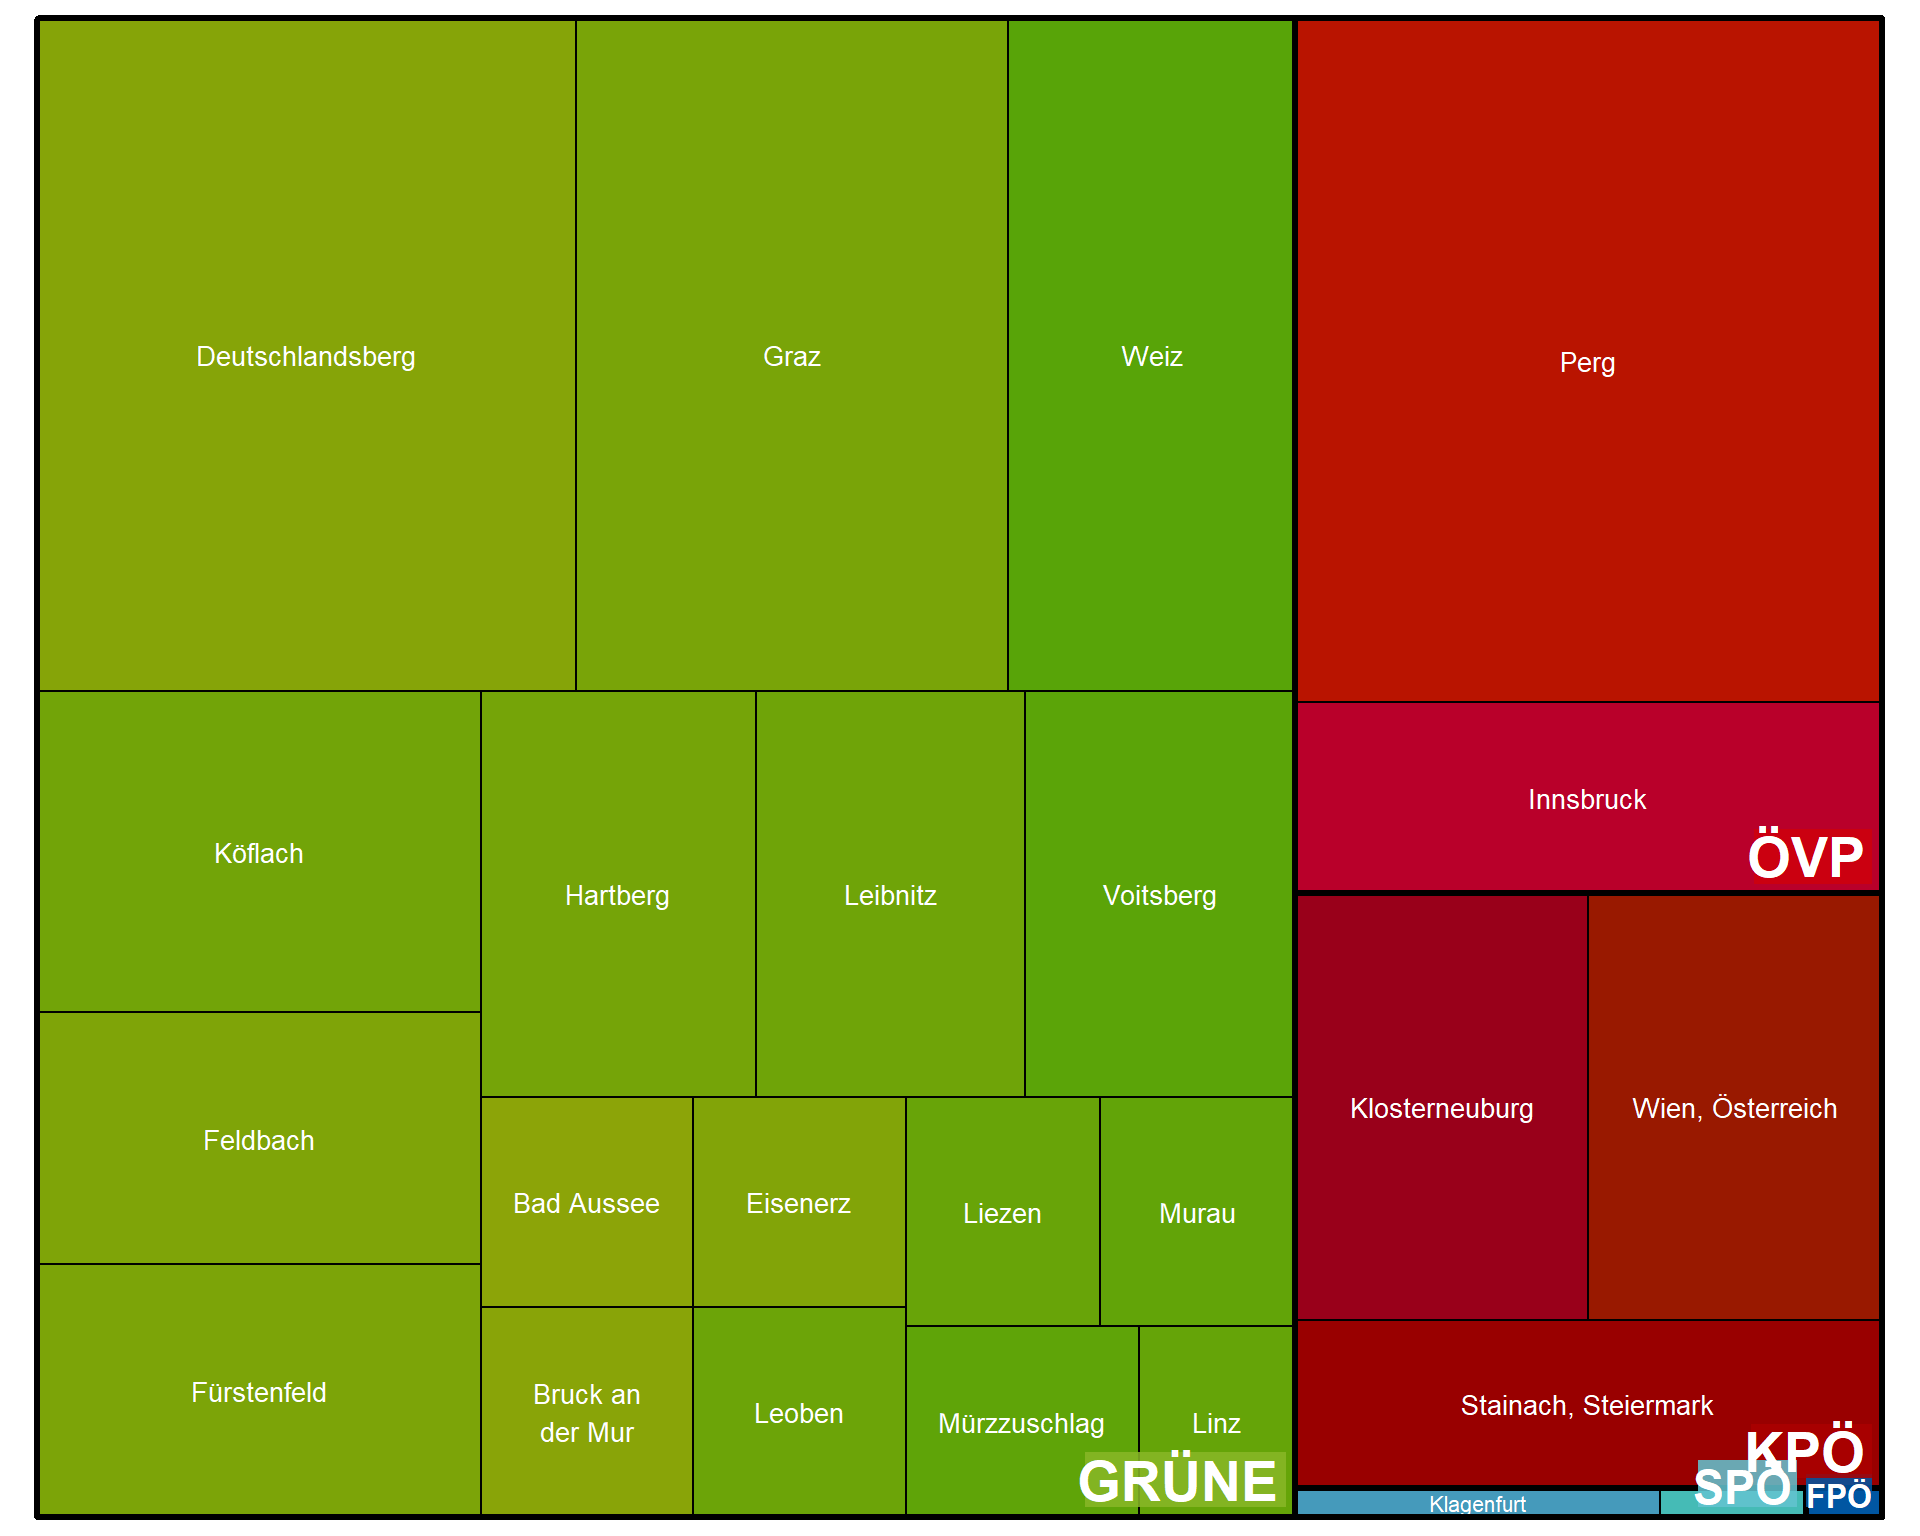 Deutschlandsberg
Graz
Weiz
Perg
Innsbruck
ÖVP
Köflach
Hartberg
Leibnitz
Voitsberg
Feldbach
Klosterneuburg
Wien, Österreich
Bad Aussee
Eisenerz
Liezen
Murau
Fürstenfeld
Bruck an
der Mur
Leoben
Mürzzuschlag
Linz
GRÜNE
Stainach, Steiermark
KPÖ
SPÖ
FPÖ
Klagenfurt